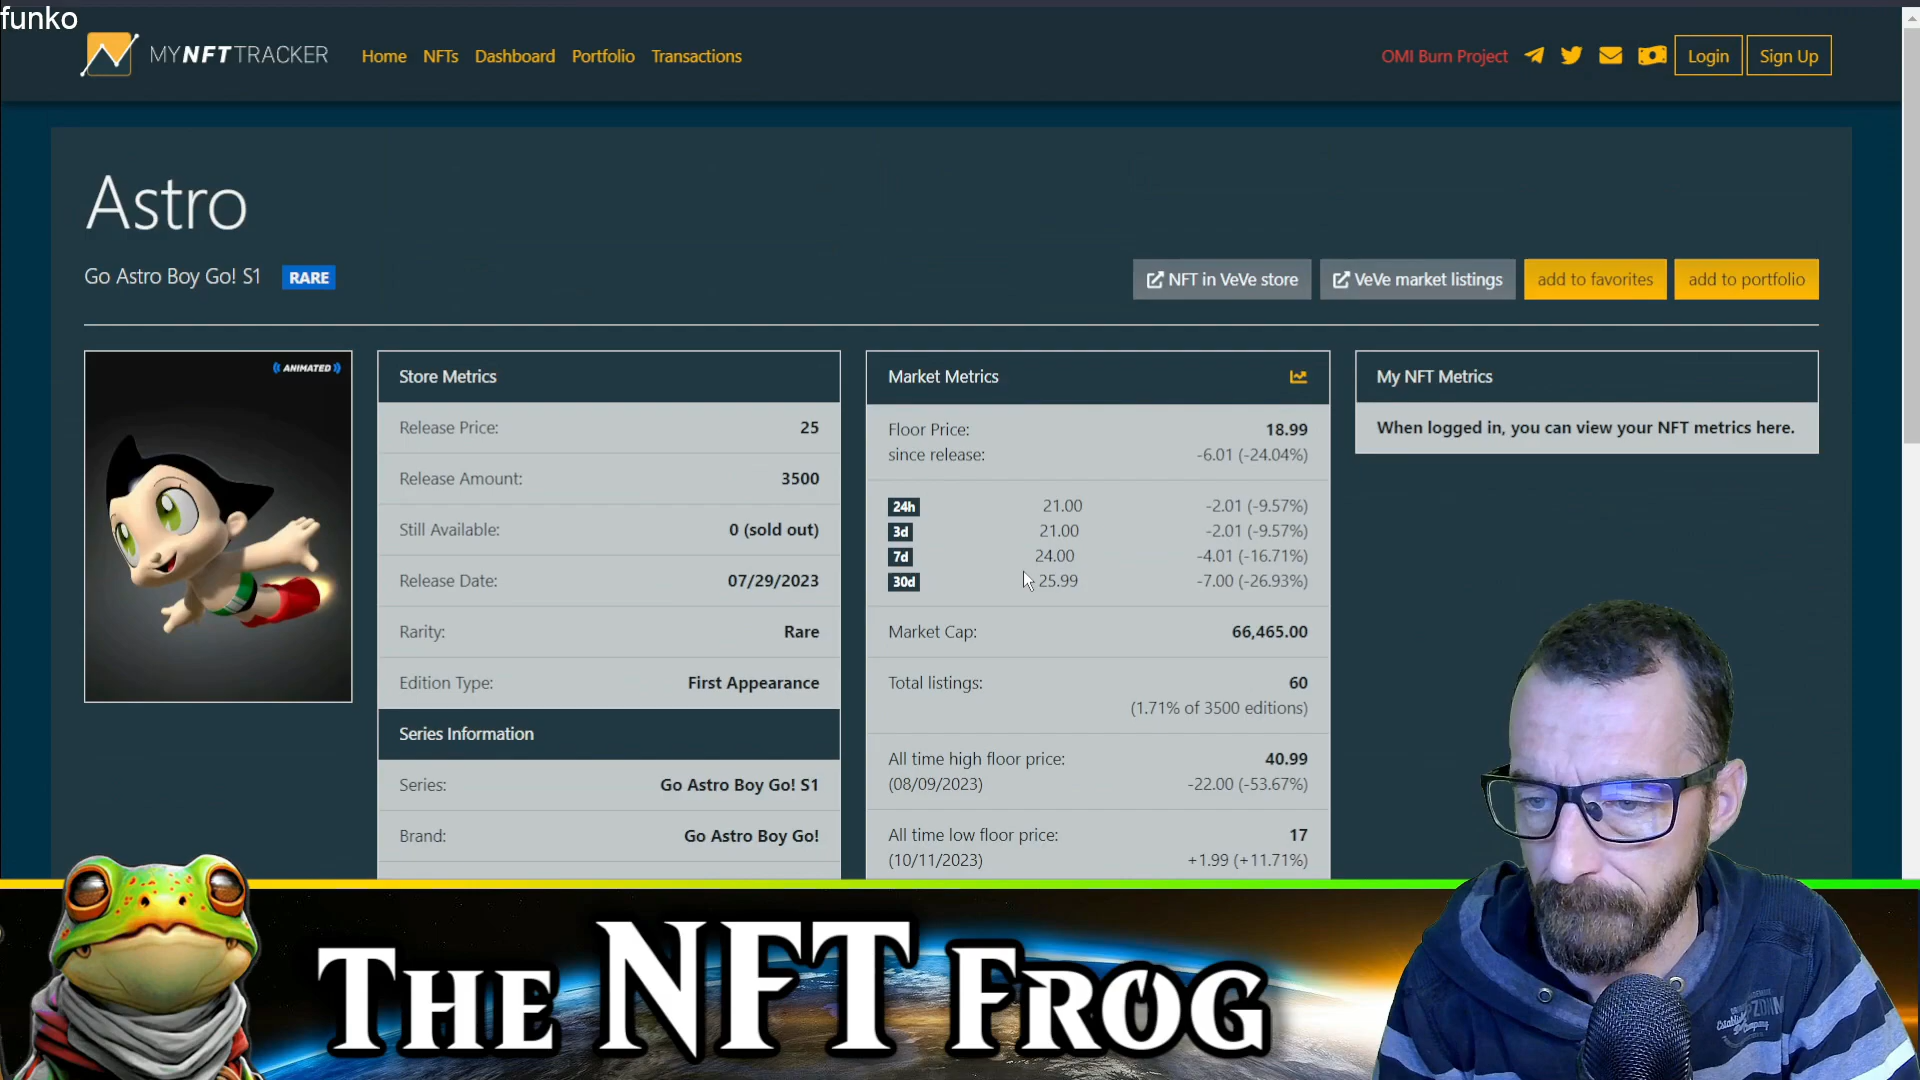 funko
MYNFTTRACKER Home NFTs Dashboard Portfolio Transactions OMI Burn Project Login Sign Up
Astro
Go Astro Boy Go! S1 RARE
NFT in VeVe store VeVe market listings add to favorites add to portfolio
ANIMATED
Store Metrics
Release Price: 25
Release Amount: 3500
Still Available: 0 (sold out)
Release Date: 07/29/2023
Rarity: Rare
Edition Type: First Appearance
Series Information
Series: Go Astro Boy Go! S1
Brand: Go Astro Boy Go!
Market Metrics
Floor Price: 18.99
since release: -6.01 (-24.04%)
24h 21.00 -2.01 (-9.57%)
3d 21.00 -2.01 (-9.57%)
7d 24.00 -4.01 (-16.71%)
30d 25.99 -7.00 (-26.93%)
Market Cap: 66,465.00
Total listings: 60
(1.71% of 3500 editions)
All time high floor price: 40.99
(08/09/2023) -22.00 (-53.67%)
All time low floor price: 17
(10/11/2023) +1.99 (+11.71%)
My NFT Metrics
When logged in, you can view your NFT metrics here.
THE NFT FROG